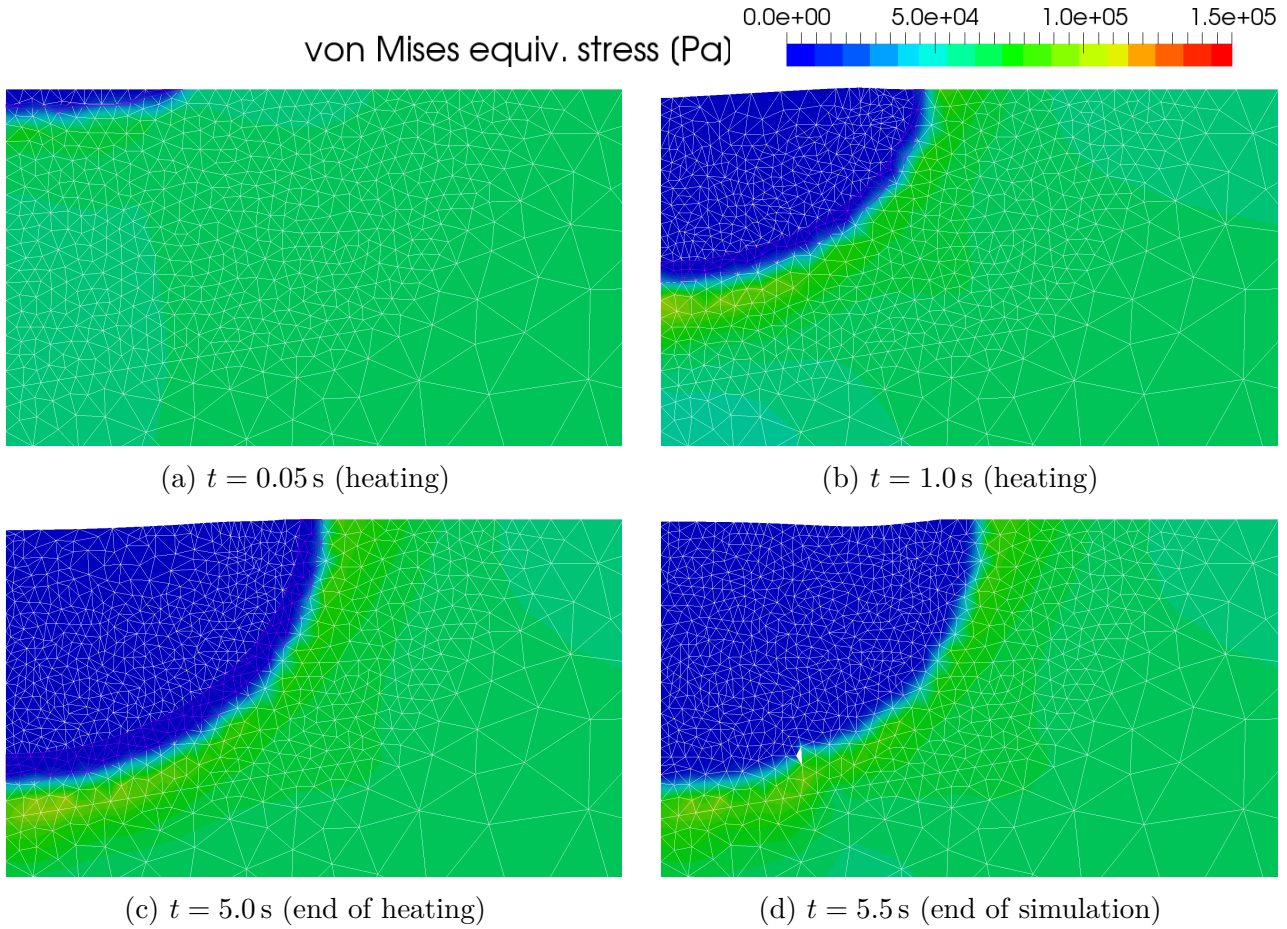 0.0e+00 5.0e+04 1.0e+05 1.5e+05
von Mises equiv. stress (Pa)
(a) t = 0.05 s (heating)
(b) t = 1.0 s (heating)
(c) t = 5.0 s (end of heating)
(d) t = 5.5 s (end of simulation)